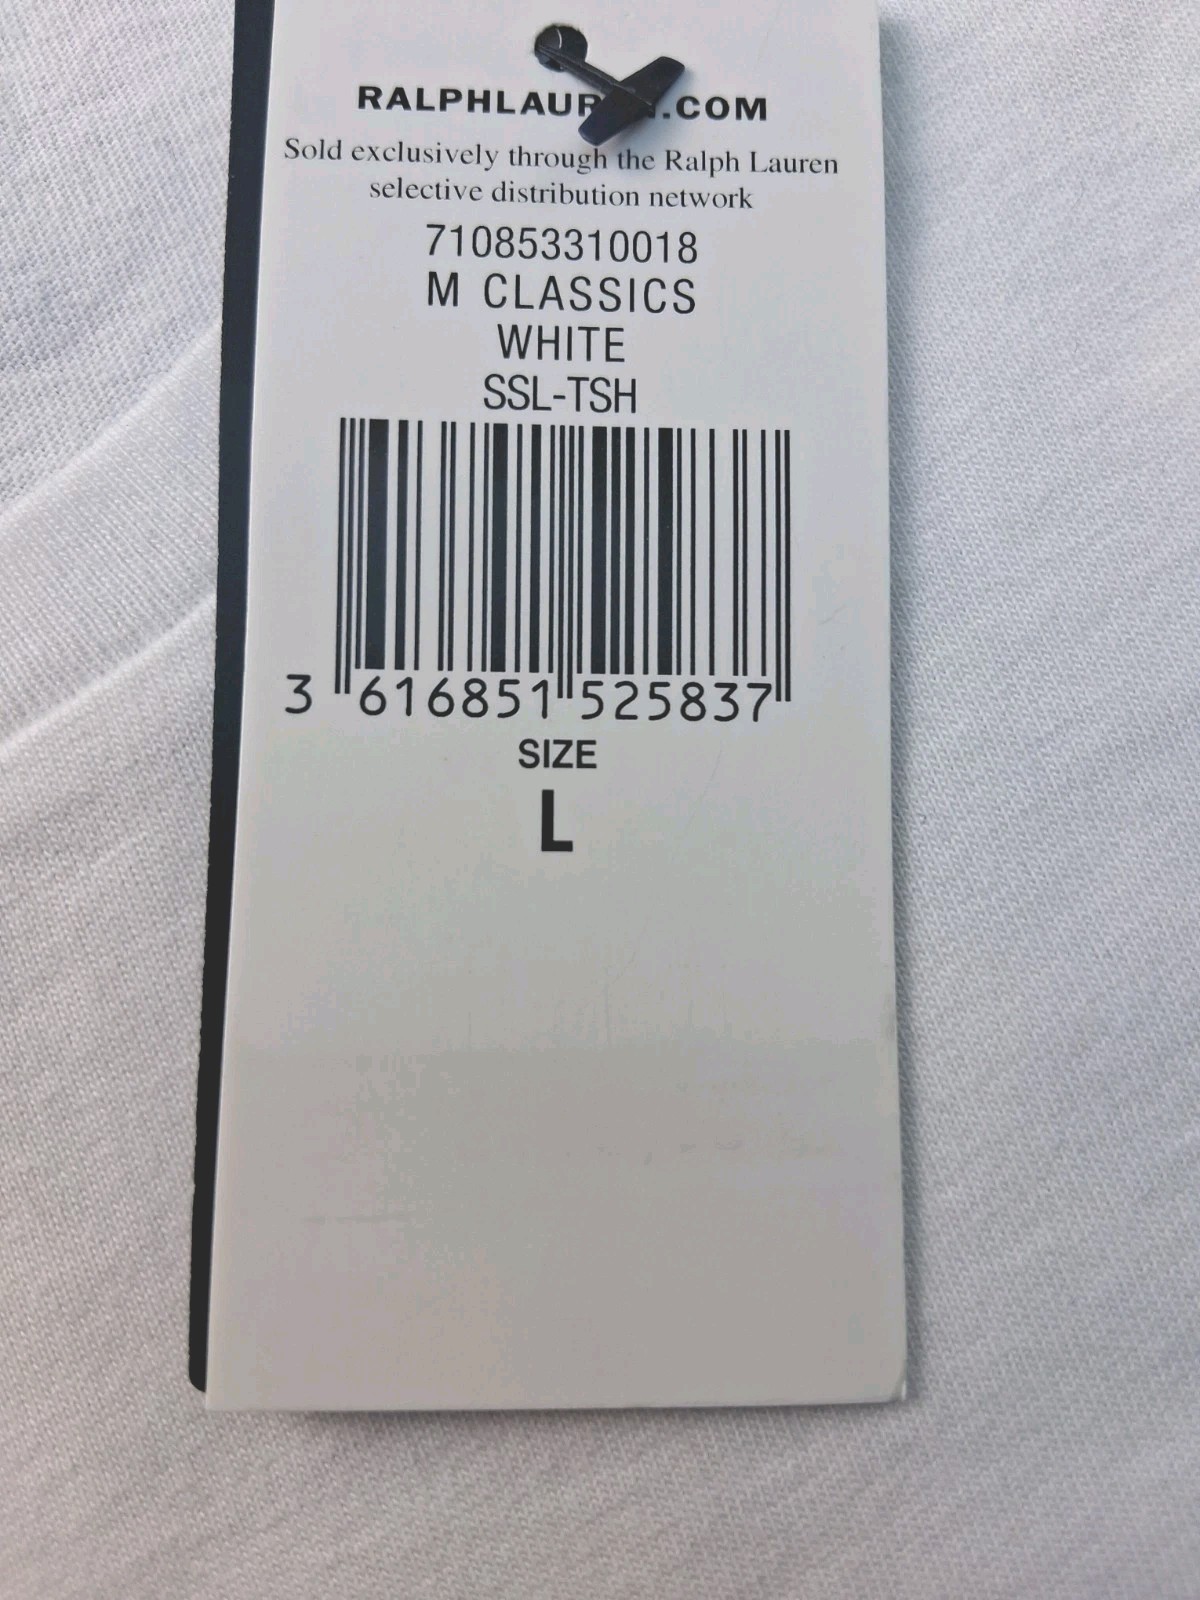 RALPHLAUREN.COM
Sold exclusively through the Ralph Lauren
selective distribution network
710853310018
M CLASSICS
WHITE
SSL-TSH
3 616851 525837
SIZE
L